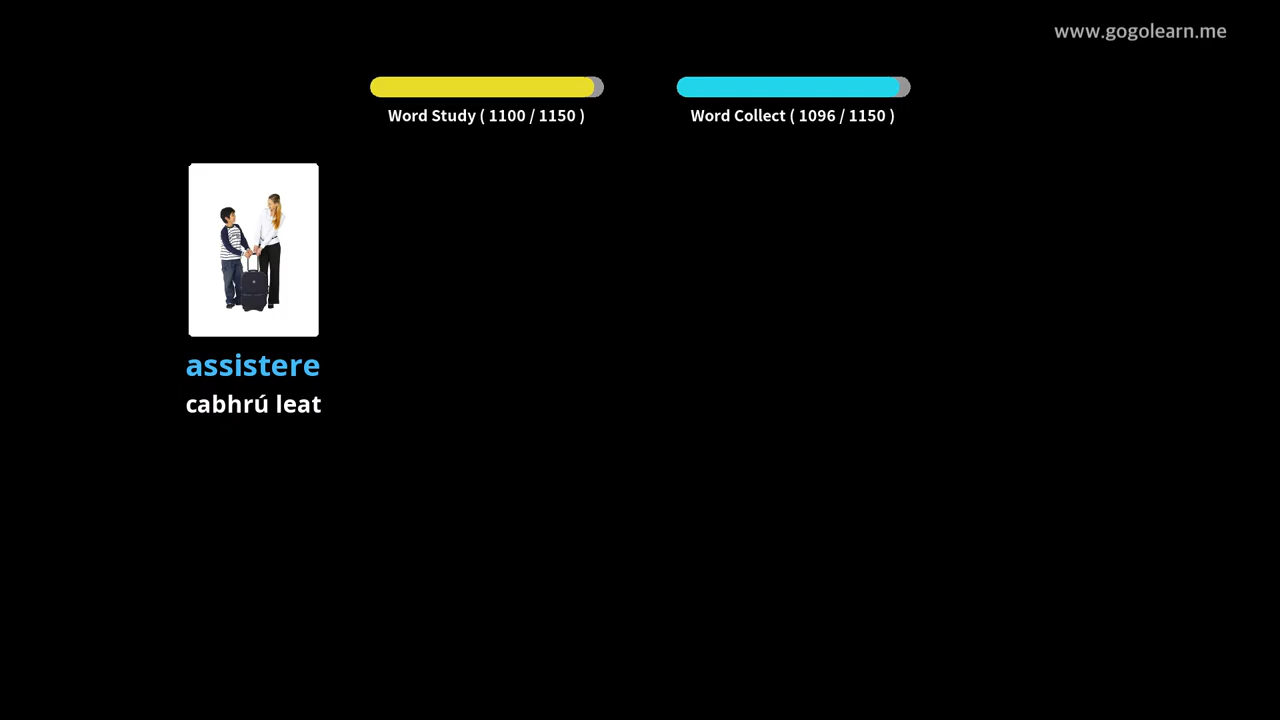 www.gogolearn.me
Word Study ( 1100 / 1150 )
Word Collect ( 1096 / 1150 )
assistere
cabhrú leat